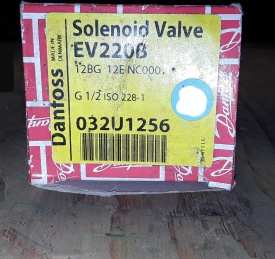 Solenoid Valve
EV220B
12BG 12E NC000
G 1/2 ISO 228-1
032U1256
Danfoss
MADE IN
DENMARK